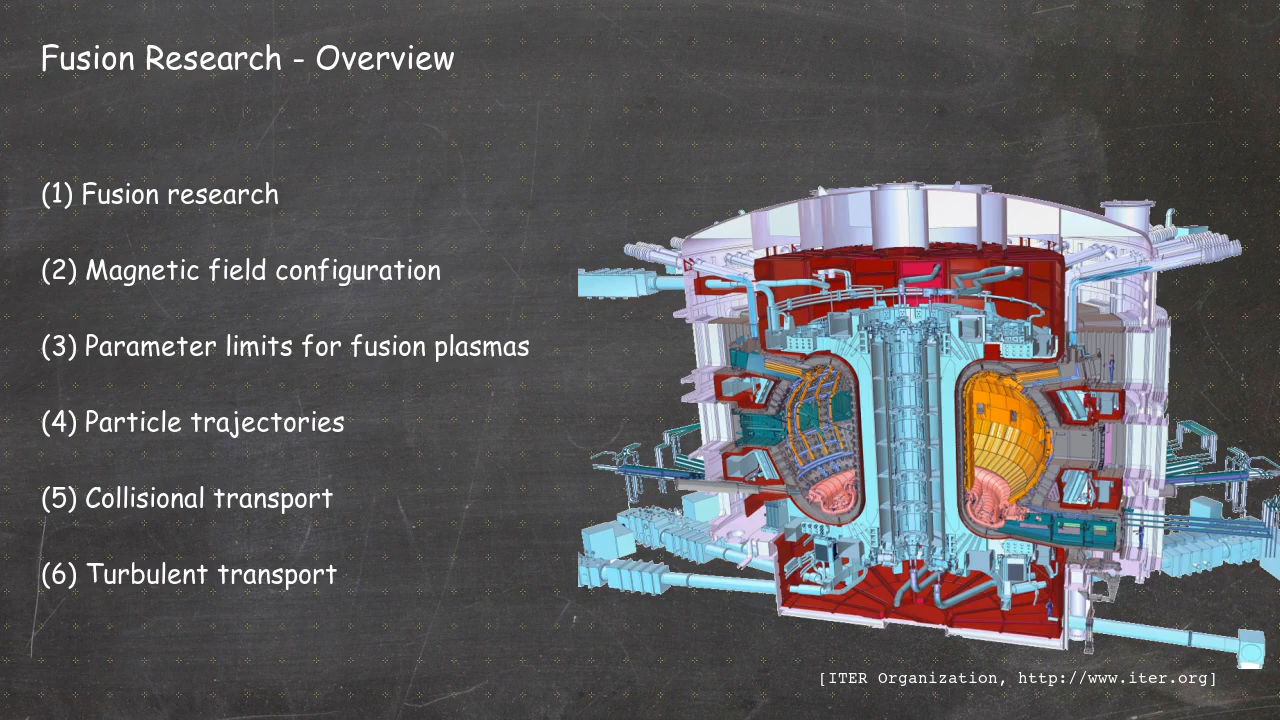 Fusion Research - Overview
(1) Fusion research
(2) Magnetic field configuration
(3) Parameter limits for fusion plasmas
(4) Particle trajectories
(5) Collisional transport
(6) Turbulent transport
[ITER Organization, http://www.iter.org]